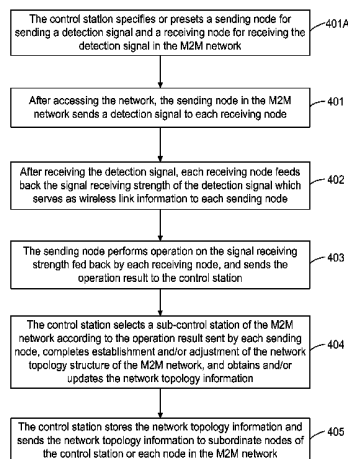 The control station specifies or presets a sending node for
sending a detection signal and a receiving node for receiving the
detection signal in the M2M network
401A
After accessing the network, the sending node in the M2M
network sends a detection signal to each receiving node
401
After receiving the detection signal, each receiving node feeds
back the signal receiving strength of the detection signal which
serves as wireless link information to each sending node
402
The sending node performs operation on the signal receiving
strength fed back by each receiving node, and sends the
operation result to the control station
403
The control station selects a sub-control station of the M2M
network according to the operation result sent by each sending
node, completes establishment and/or adjustment of the network
topology structure of the M2M network, and obtains and/or
updates the network topology information
404
The control station stores the network topology information and
sends the network topology information to subordinate nodes of
the control station or each node in the M2M network
405